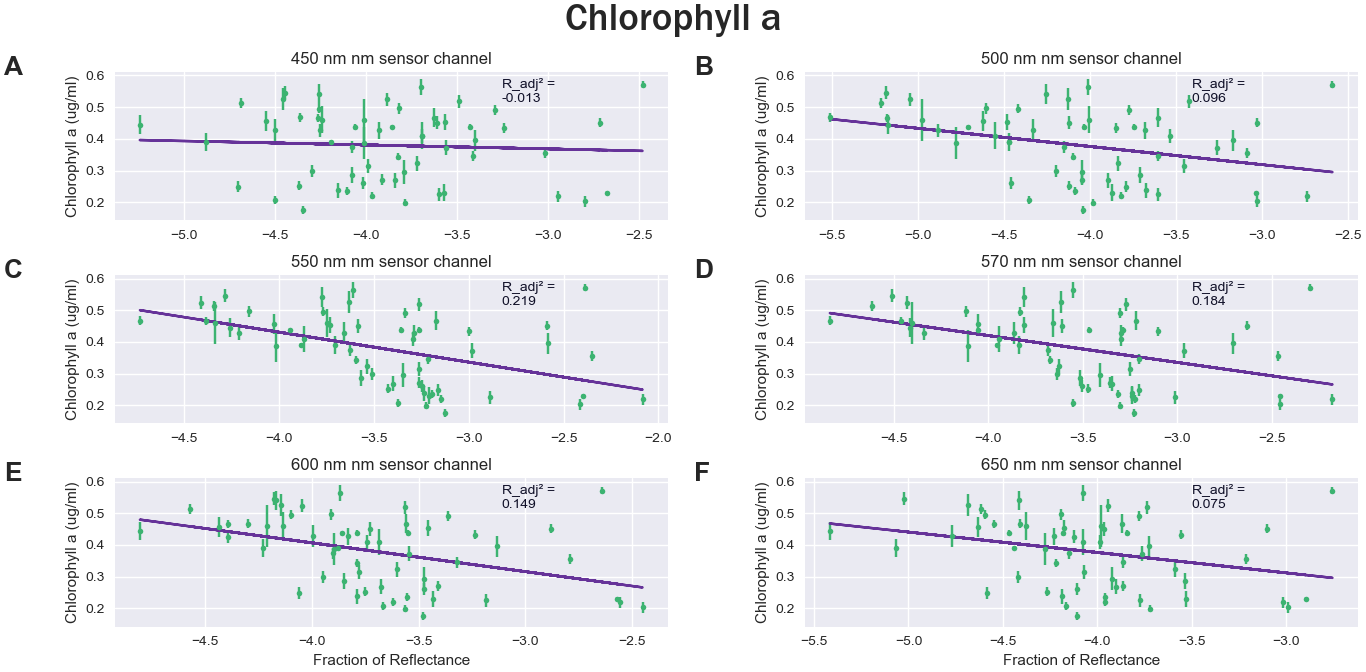 Chlorophyll a
A
450 nm nm sensor channel
R_adj² =
-0.013
Chlorophyll a (ug/ml)
0.6
0.5
0.4
0.3
0.2
−5.0 −4.5 −4.0 −3.5 −3.0 −2.5
B
500 nm nm sensor channel
R_adj² =
0.096
Chlorophyll a (ug/ml)
0.6
0.5
0.4
0.3
0.2
−5.5 −5.0 −4.5 −4.0 −3.5 −3.0 −2.5
C
550 nm nm sensor channel
R_adj² =
0.219
Chlorophyll a (ug/ml)
0.6
0.5
0.4
0.3
0.2
−4.5 −4.0 −3.5 −3.0 −2.5 −2.0
D
570 nm nm sensor channel
R_adj² =
0.184
Chlorophyll a (ug/ml)
0.6
0.5
0.4
0.3
0.2
−4.5 −4.0 −3.5 −3.0 −2.5
E
600 nm nm sensor channel
R_adj² =
0.149
Chlorophyll a (ug/ml)
0.6
0.5
0.4
0.3
0.2
−4.5 −4.0 −3.5 −3.0 −2.5
Fraction of Reflectance
F
650 nm nm sensor channel
R_adj² =
0.075
Chlorophyll a (ug/ml)
0.6
0.5
0.4
0.3
0.2
−5.5 −5.0 −4.5 −4.0 −3.5 −3.0
Fraction of Reflectance